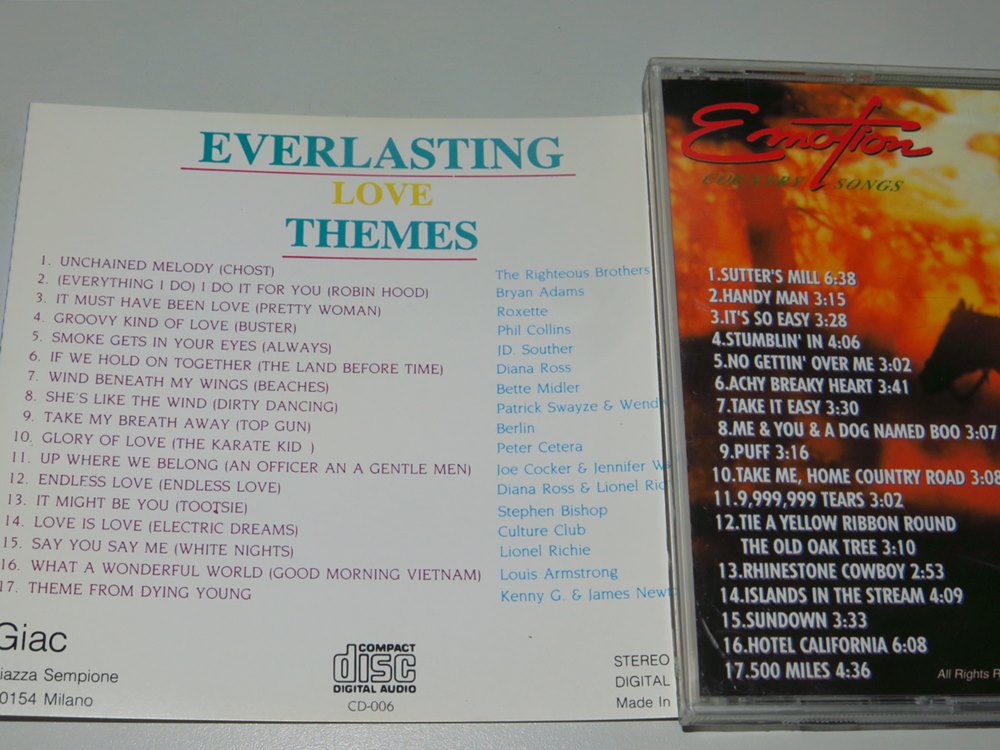 EVERLASTING
LOVE
THEMES
1. UNCHAINED MELODY (CHOST) The Righteous Brothers
2. (EVERYTHING I DO) I DO IT FOR YOU (ROBIN HOOD) Bryan Adams
3. IT MUST HAVE BEEN LOVE (PRETTY WOMAN) Roxette
4. GROOVY KIND OF LOVE (BUSTER) Phil Collins
5. SMOKE GETS IN YOUR EYES (ALWAYS) JD. Souther
6. IF WE HOLD ON TOGETHER (THE LAND BEFORE TIME) Diana Ross
7. WIND BENEATH MY WINGS (BEACHES) Bette Midler
8. SHE'S LIKE THE WIND (DIRTY DANCING) Patrick Swayze &
9. TAKE MY BREATH AWAY (TOP GUN) Berlin
10. GLORY OF LOVE (THE KARATE KID ) Peter Cetera
11. UP WHERE WE BELONG (AN OFFICER AN A GENTLE MEN) Joe Cocker & Jennifer
12. ENDLESS LOVE (ENDLESS LOVE) Diana Ross & Lionel
13. IT MIGHT BE YOU (TOOTSIE) Stephen Bishop
14. LOVE IS LOVE (ELECTRIC DREAMS) Culture Club
15. SAY YOU SAY ME (WHITE NIGHTS) Lionel Richie
16. WHAT A WONDERFUL WORLD (GOOD MORNING VIETNAM) Louis Armstrong
17. THEME FROM DYING YOUNG Kenny G. & James
Giac
iazza Sempione
0154 Milano
COMPACT
disc
DIGITAL AUDIO
CD-006
STEREO
DIGITAL
Made In
Emotion
COUNTRY SONGS
1.SUTTER'S MILL 6:38
2.HANDY MAN 3:15
3.IT'S SO EASY 3:28
4.STUMBLIN' IN 4:06
5.NO GETTIN' OVER ME 3:02
6.ACHY BREAKY HEART 3:41
7.TAKE IT EASY 3:30
8.ME & YOU & A DOG NAMED BOO 3:07
9.PUFF 3:16
10.TAKE ME, HOME COUNTRY ROAD 3:08
11.9,999,999 TEARS 3:02
12.TIE A YELLOW RIBBON ROUND
THE OLD OAK TREE 3:10
13.RHINESTONE COWBOY 2:53
14.ISLANDS IN THE STREAM 4:09
15.SUNDOWN 3:33
16.HOTEL CALIFORNIA 6:08
17.500 MILES 4:36
All Rights